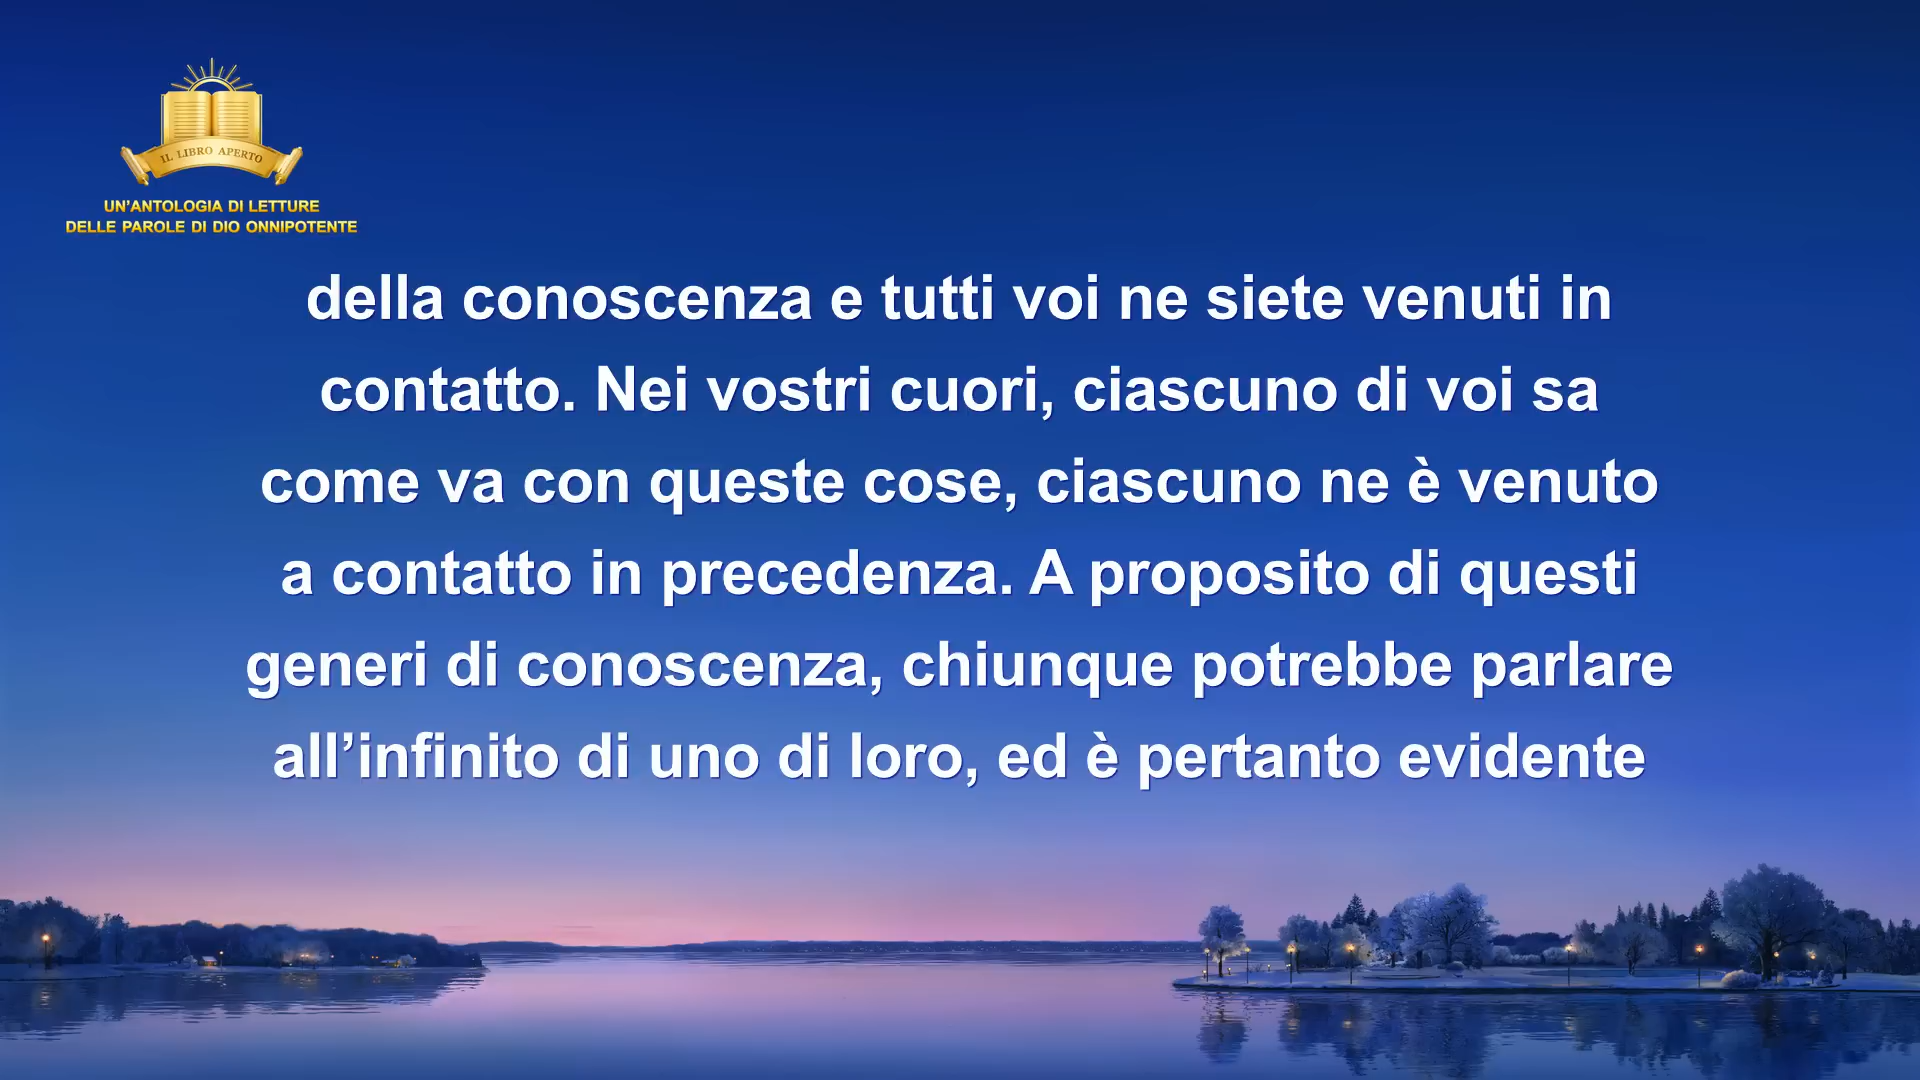 IL LIBRO APERTO
UN'ANTOLOGIA DI LETTURE
DELLE PAROLE DI DIO ONNIPOTENTE
della conoscenza e tutti voi ne siete venuti in
contatto. Nei vostri cuori, ciascuno di voi sa
come va con queste cose, ciascuno ne è venuto
a contatto in precedenza. A proposito di questi
generi di conoscenza, chiunque potrebbe parlare
all’infinito di uno di loro, ed è pertanto evidente